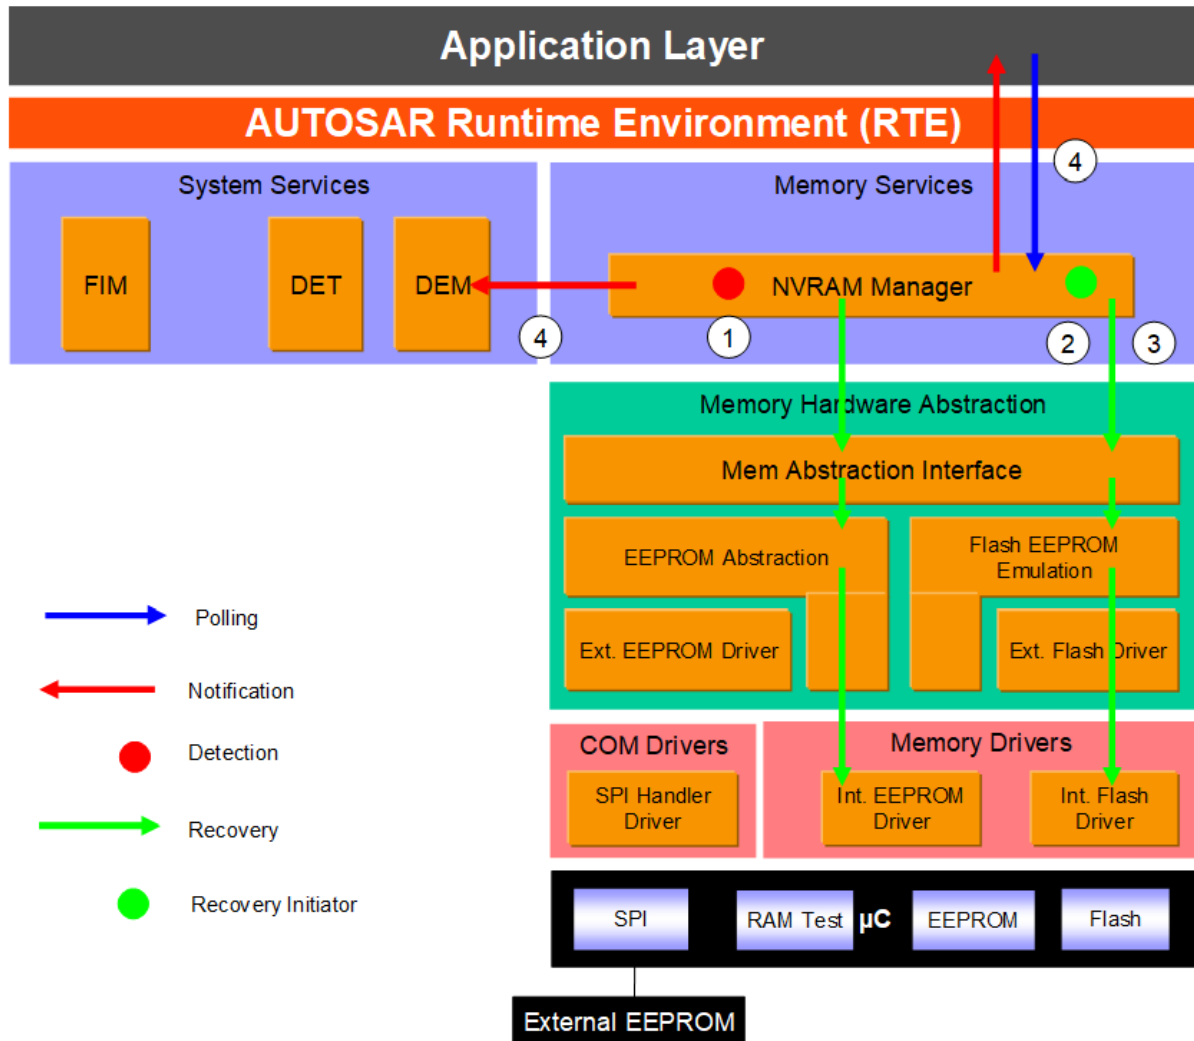 Application Layer
AUTOSAR Runtime Environment (RTE)
System Services
Memory Services
4
FIM
DET
DEM
NVRAM Manager
4
1
2
3
Memory Hardware Abstraction
Mem Abstraction Interface
EEPROM Abstraction
Flash EEPROM
Emulation
Ext. EEPROM Driver
Ext. Flash Driver
Polling
Notification
Detection
Recovery
Recovery Initiator
COM Drivers
Memory Drivers
SPI Handler
Driver
Int. EEPROM
Driver
Int. Flash
Driver
SPI
RAM Test
µC
EEPROM
Flash
External EEPROM